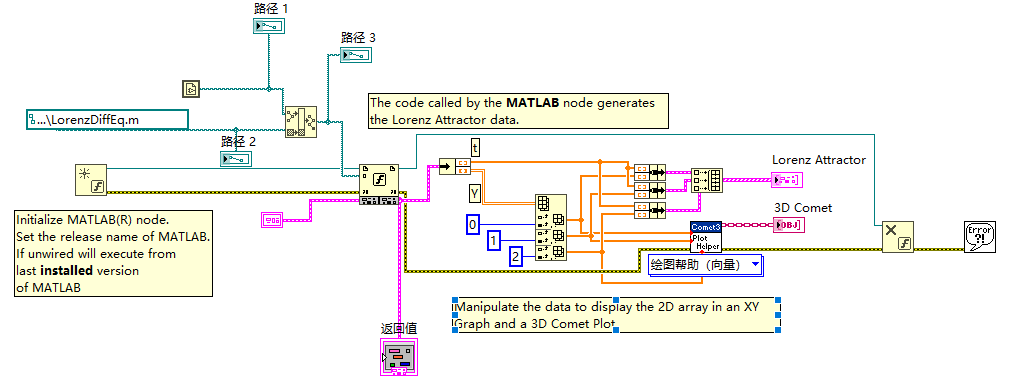 路径 1
路径 3
...\LorenzDiffEq.m
The code called by the MATLAB node generates
the Lorenz Attractor data.
路径 2
t
Y
0
1
2
Lorenz Attractor
3D Comet
OBJ
Comet3
Plot
Helper
绘图帮助（向量）
Error
?!
Initialize MATLAB(R) node.
Set the release name of MATLAB.
If unwired will execute from
last installed version
of MATLAB
Manipulate the data to display the 2D array in an XY
Graph and a 3D Comet Plot
返回值